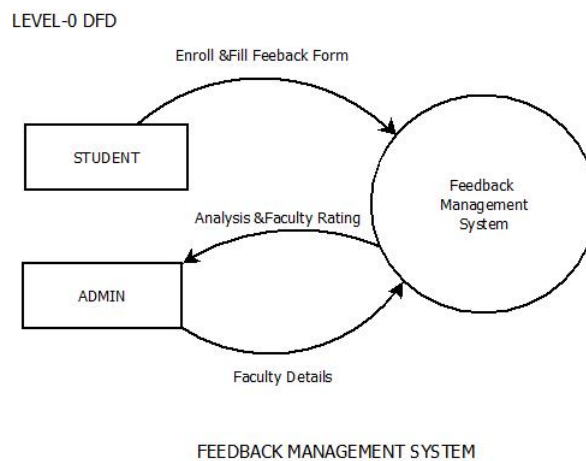 LEVEL-0 DFD
Enroll &Fill Feeback Form
STUDENT
Feedback
Management
System
Analysis &Faculty Rating
ADMIN
Faculty Details
FEEDBACK MANAGEMENT SYSTEM